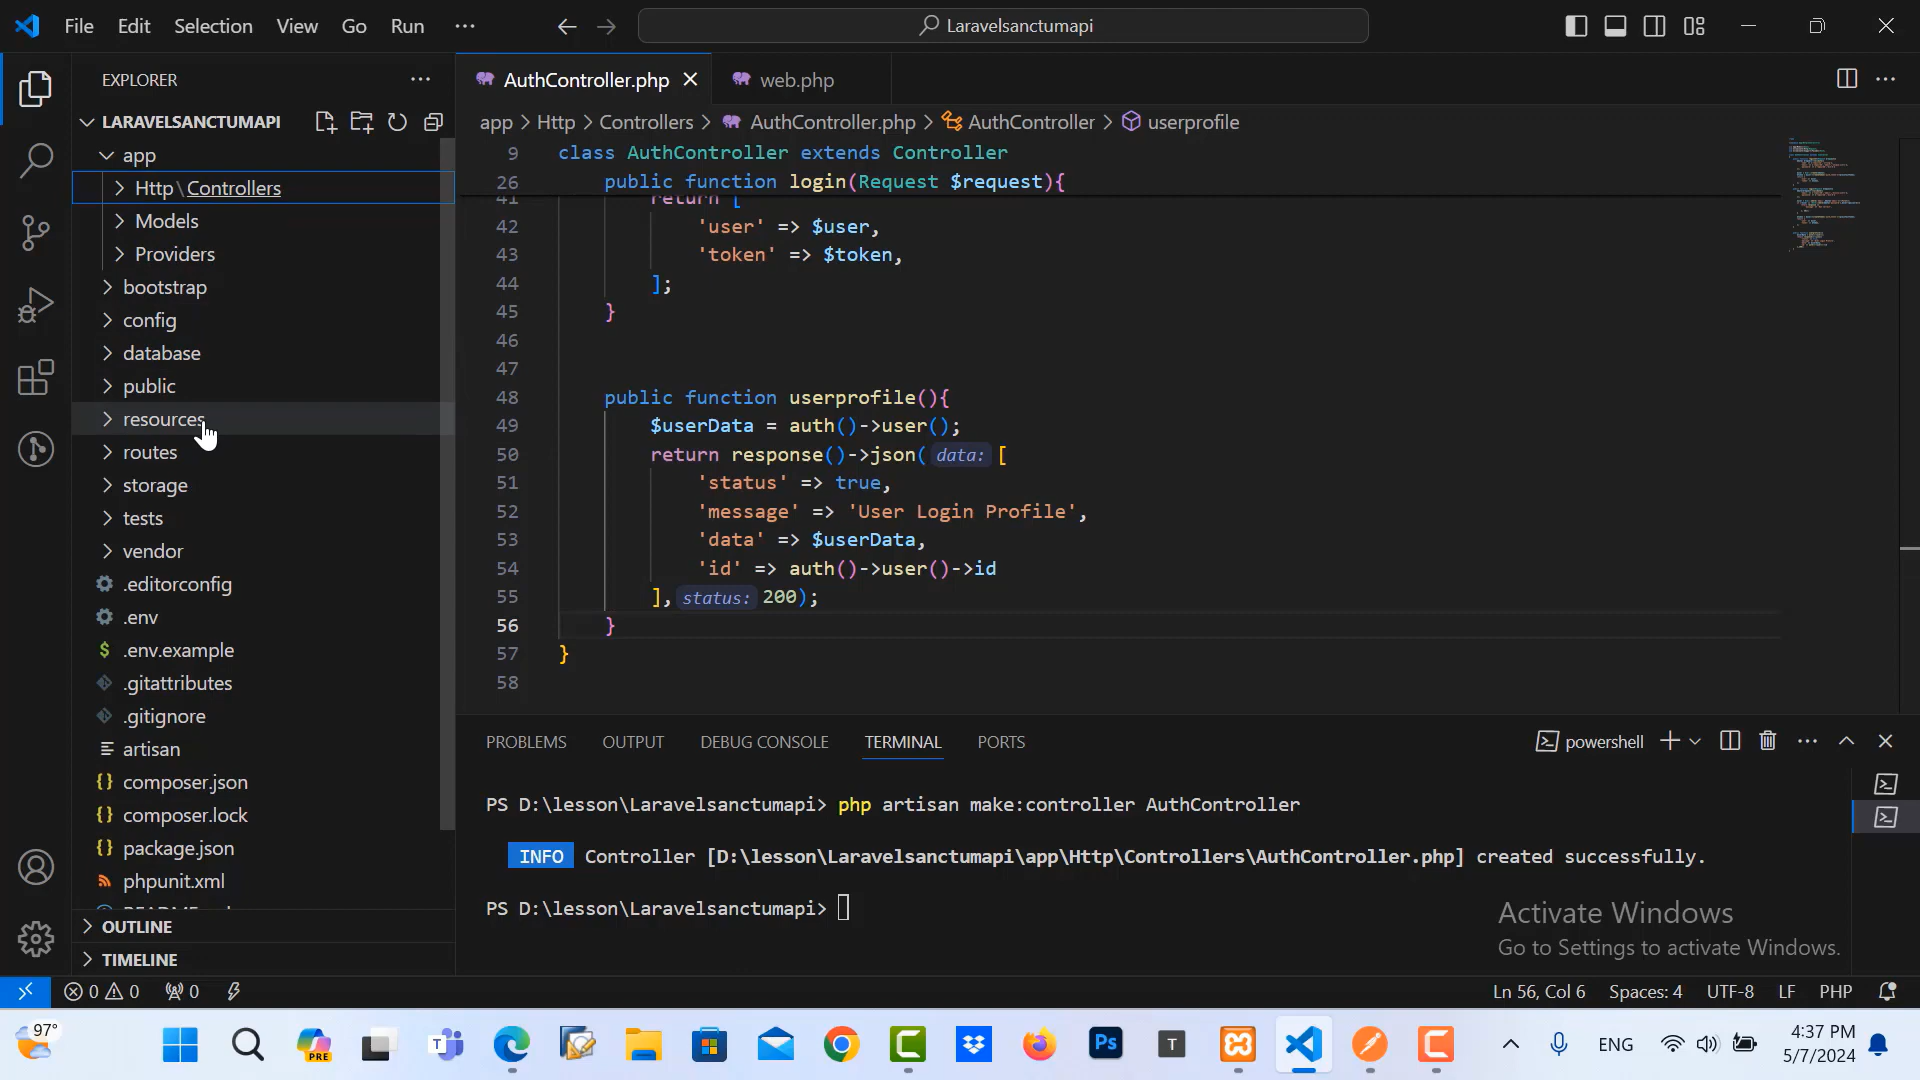 File Edit Selection View Go Run ··· Laravelsanctumapi
EXPLORER
LARAVELSANCTUMAPI
app
Http\Controllers
Models
Providers
bootstrap
config
database
public
resources
routes
storage
tests
vendor
.editorconfig
.env
.env.example
.gitattributes
.gitignore
artisan
composer.json
composer.lock
package.json
phpunit.xml
OUTLINE
TIMELINE
AuthController.php web.php
app > Http > Controllers > AuthController.php > AuthController > userprofile
9 class AuthController extends Controller
26 public function login(Request $request){
41 return [
42 'user' => $user,
43 'token' => $token,
44 ];
45 }
46
47
48 public function userprofile(){
49 $userData = auth()->user();
50 return response()->json( data: [
51 'status' => true,
52 'message' => 'User Login Profile',
53 'data' => $userData,
54 'id' => auth()->user()->id
55 ], status: 200);
56 }
57 }
58
PROBLEMS OUTPUT DEBUG CONSOLE TERMINAL PORTS powershell
PS D:\lesson\Laravelsanctumapi> php artisan make:controller AuthController
INFO Controller [D:\lesson\Laravelsanctumapi\app\Http\Controllers\AuthController.php] created successfully.
PS D:\lesson\Laravelsanctumapi>
Activate Windows
Go to Settings to activate Windows.
0 0 0 Ln 56, Col 6 Spaces: 4 UTF-8 LF PHP
97° PRE T Ps T ENG 4:37 PM
5/7/2024